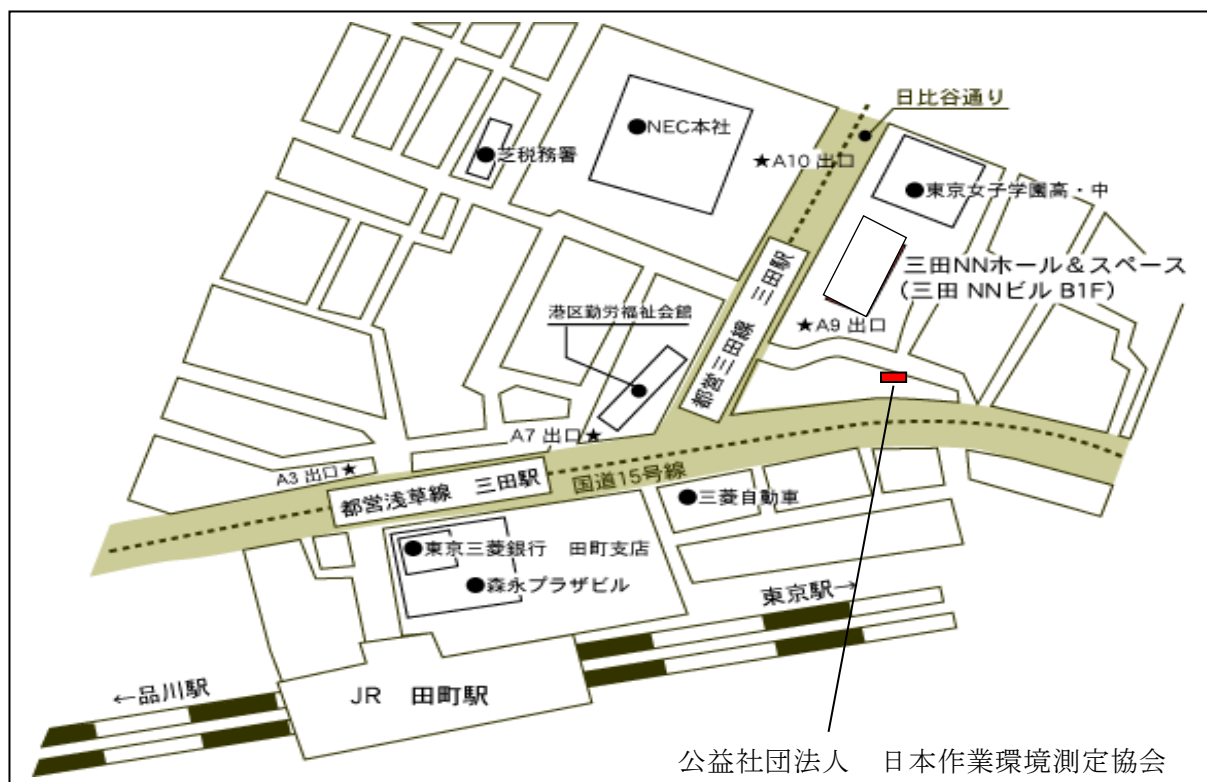 日比谷通り
●NEC本社
●芝税務署
★A10 出口
●東京女子学園高・中
三田NNホール＆スペース
（三田 NNビル B1F）
都営三田線　三田駅
港区勤労福祉会館
★A9 出口
A7 出口★
A3 出口★
都営浅草線　三田駅
国道15号線
●三菱自動車
●東京三菱銀行　田町支店
●森永プラザビル
東京駅→
←品川駅
JR　田町駅
公益社団法人　日本作業環境測定協会